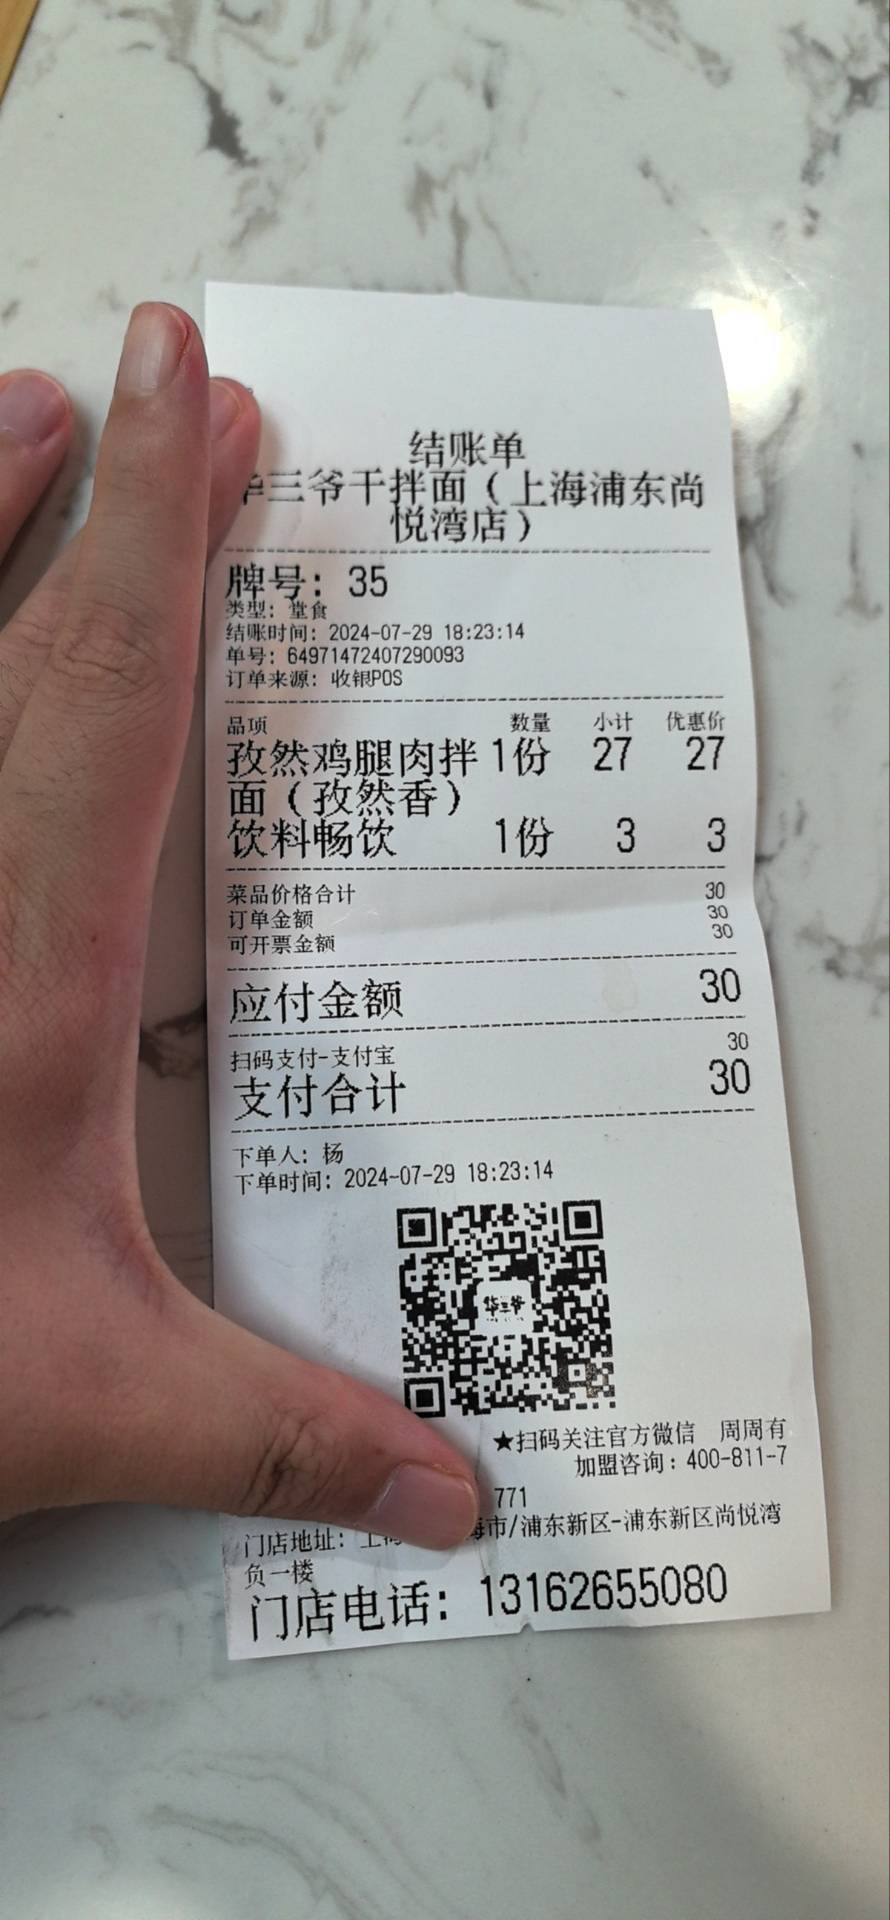 结账单
华三爷干拌面（上海浦东尚
悦湾店）
牌号: 35
类型: 堂食
结账时间: 2024-07-29 18:23:14
单号: 64971472407290093
订单来源: 收银POS
品项 数量 小计 优惠价
孜然鸡腿肉拌 1份 27 27
面（孜然香）
饮料畅饮 1份 3 3
菜品价格合计 30
订单金额 30
可开票金额 30
应付金额 30
扫码支付-支付宝 30
支付合计 30
下单人: 杨
下单时间: 2024-07-29 18:23:14
华三爷
★扫码关注官方微信 周周有
加盟咨询: 400-811-7
771
门店地址: 上海 海市/浦东新区-浦东新区尚悦湾
负一楼
门店电话: 13162655080